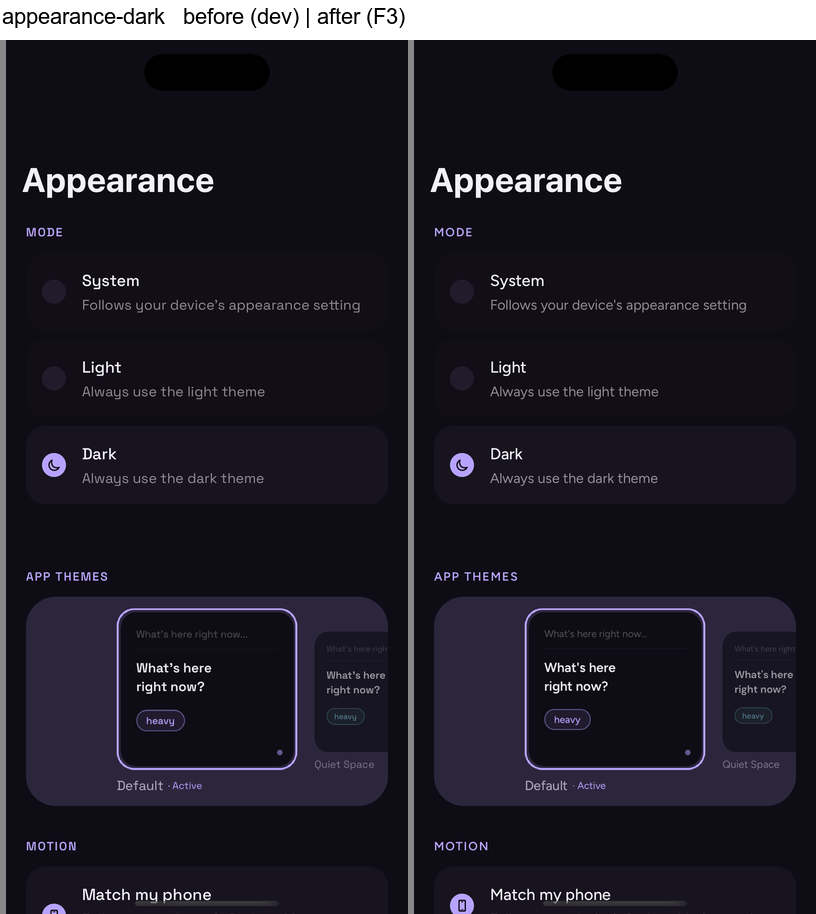 appearance-dark before (dev) | after (F3)
Appearance
MODE
System
Follows your device's appearance setting
Light
Always use the light theme
Dark
Always use the dark theme
APP THEMES
What's here right now...
What's here
right now?
heavy
Default · Active
What's here righ
What's here
right now?
heavy
Quiet Space
MOTION
Match my phone
Appearance
MODE
System
Follows your device's appearance setting
Light
Always use the light theme
Dark
Always use the dark theme
APP THEMES
What's here right now...
What's here
right now?
heavy
Default · Active
What's here right
What's here
right now?
heavy
Quiet Space
MOTION
Match my phone